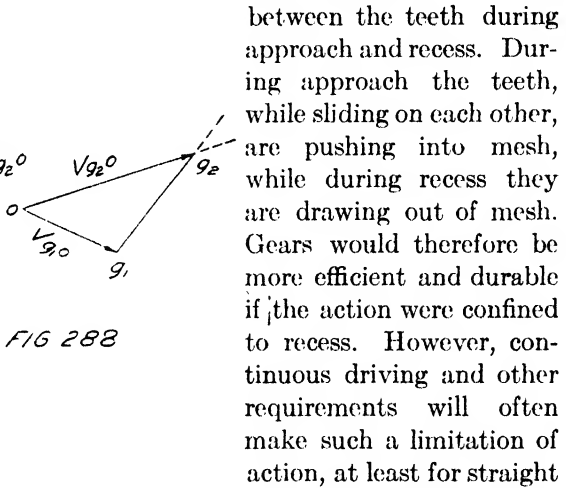 between the teeth during
approach and recess. Dur-
ing approach the teeth,
while sliding on each other,
are pushing into mesh,
while during recess they
are drawing out of mesh.
Gears would therefore be
more efficient and durable
if the action were confined
to recess. However, con-
tinuous driving and other
requirements will often
make such a limitation of
action, at least for straight
g₂o
Vg₂o
g₂
o
Vg₁o
g₁
FIG 288